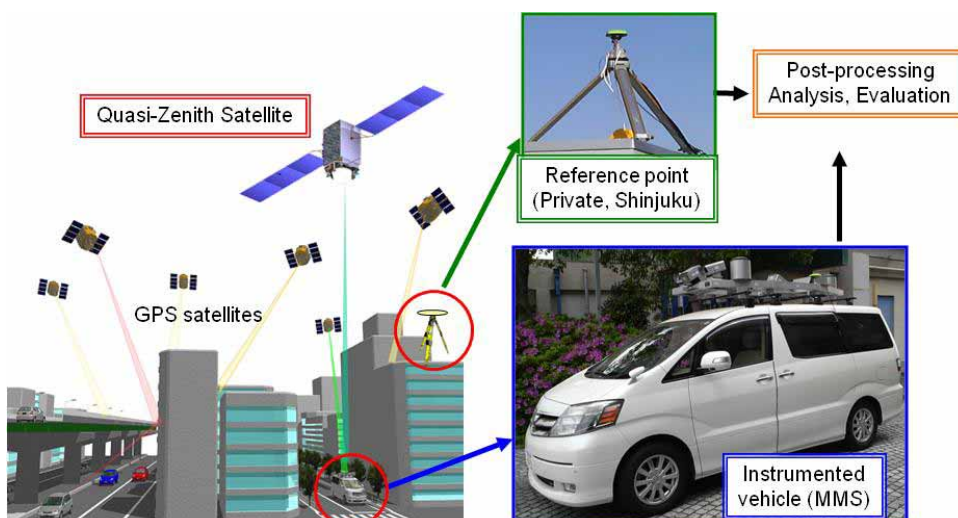 Quasi-Zenith Satellite
GPS satellites
Reference point
(Private, Shinjuku)
Post-processing
Analysis, Evaluation
Instrumented
vehicle (MMS)